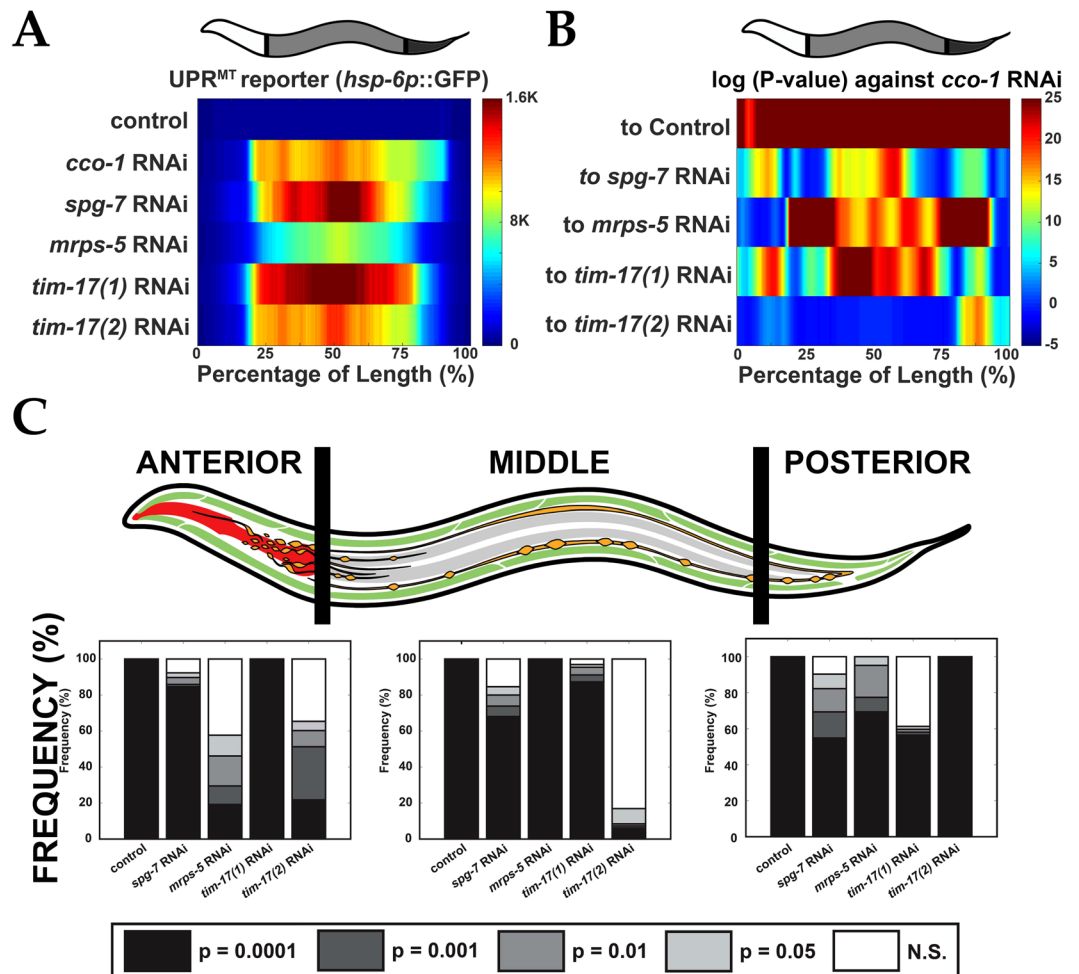 A
UPRᴹᵀ reporter (hsp-6p::GFP)
control
cco-1 RNAi
spg-7 RNAi
mrps-5 RNAi
tim-17(1) RNAi
tim-17(2) RNAi
1.6K
8K
0
0 25 50 75 100
Percentage of Length (%)
B
log (P-value) against cco-1 RNAi
to Control
to spg-7 RNAi
to mrps-5 RNAi
to tim-17(1) RNAi
to tim-17(2) RNAi
25
20
15
10
5
0
-5
0 25 50 75 100
Percentage of Length (%)
C
ANTERIOR MIDDLE POSTERIOR
FREQUENCY (%)
Frequency (%)
100
80
60
40
20
0
control
spg-7 RNAi
mrps-5 RNAi
tim-17(1) RNAi
tim-17(2) RNAi
Frequency (%)
100
80
60
40
20
0
control
spg-7 RNAi
mrps-5 RNAi
tim-17(1) RNAi
tim-17(2) RNAi
Frequency (%)
100
80
60
40
20
0
control
spg-7 RNAi
mrps-5 RNAi
tim-17(1) RNAi
tim-17(2) RNAi
p = 0.0001 p = 0.001 p = 0.01 p = 0.05 N.S.